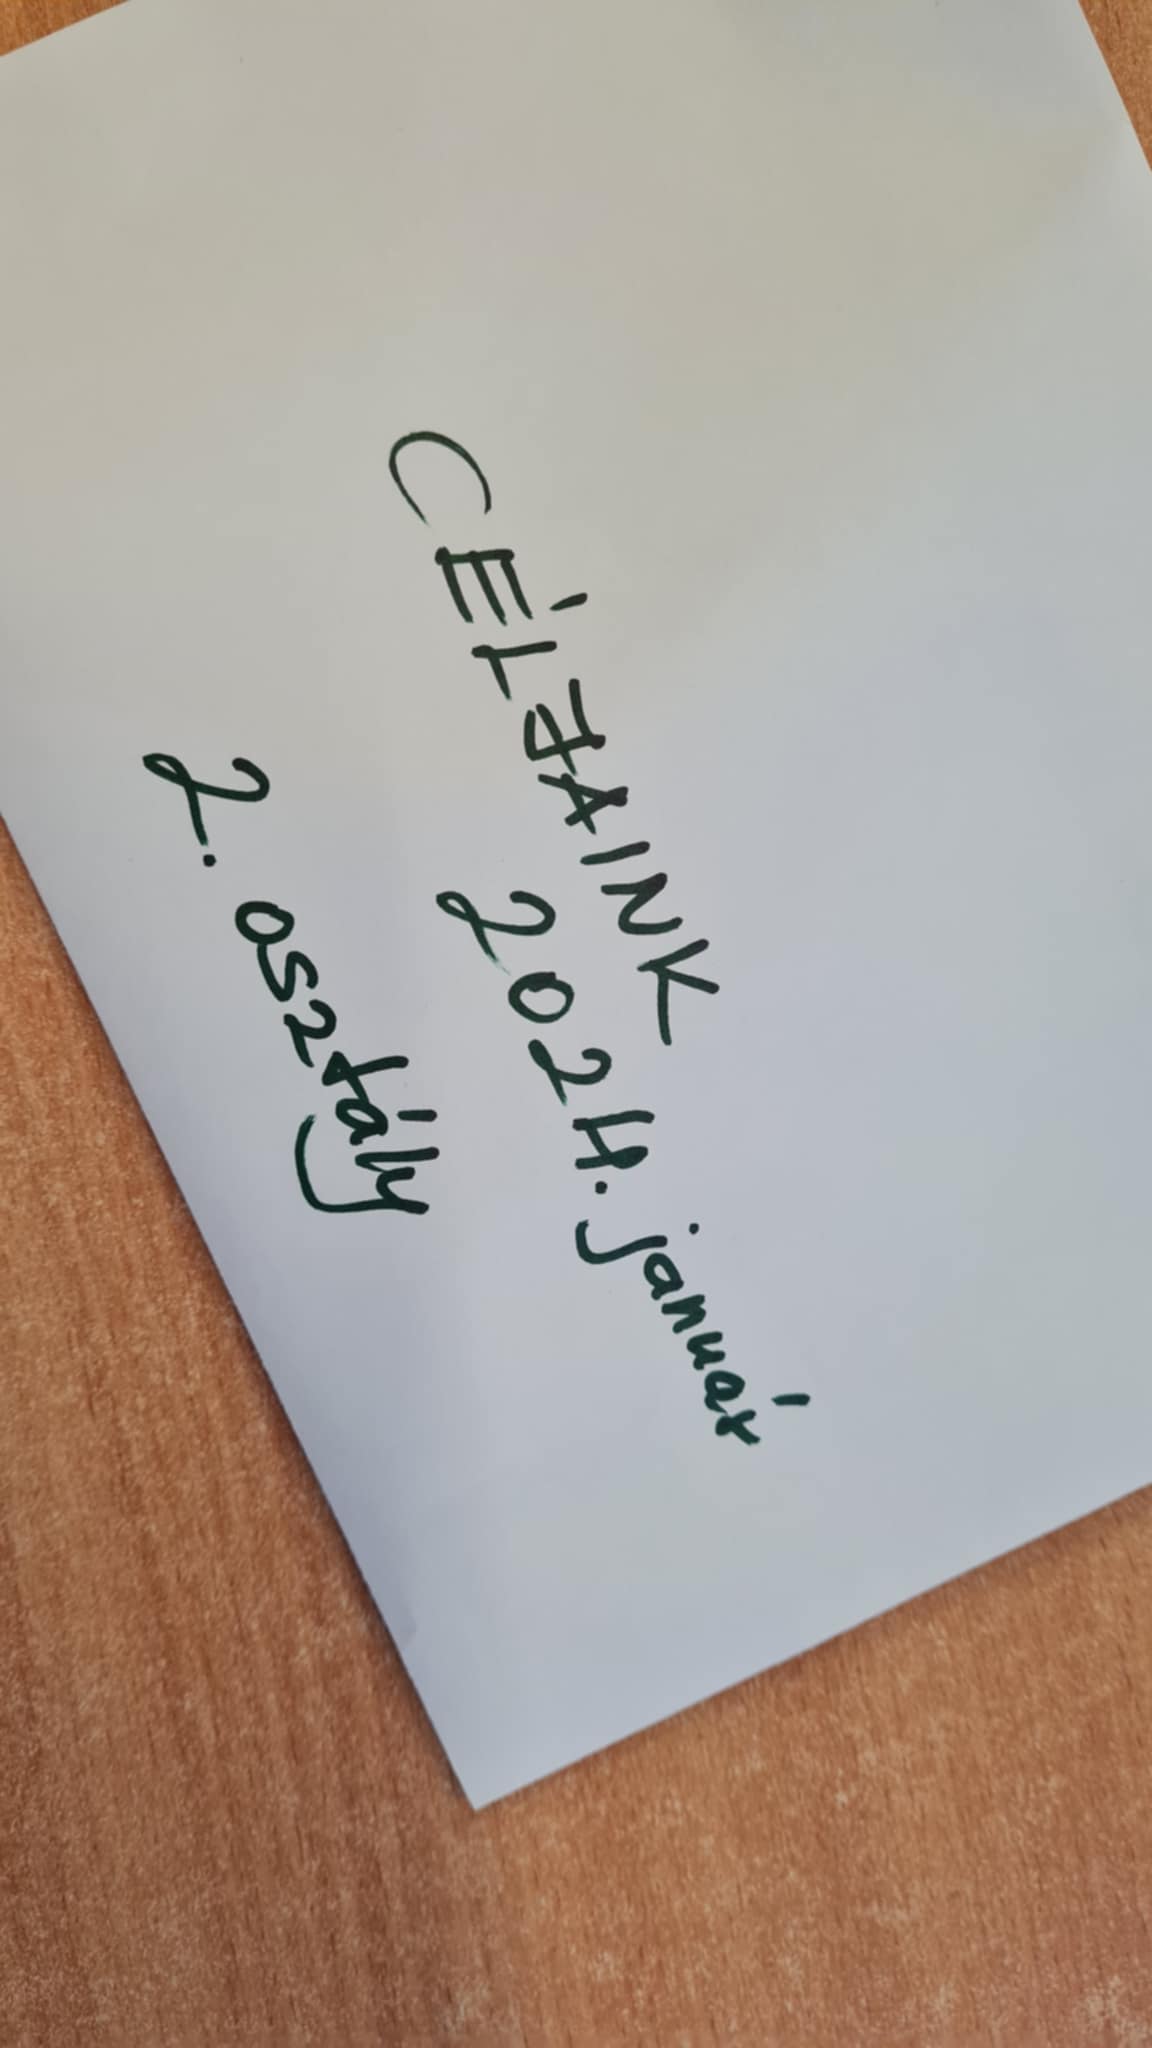 CÉLJAINK
2024. január
2. osztály